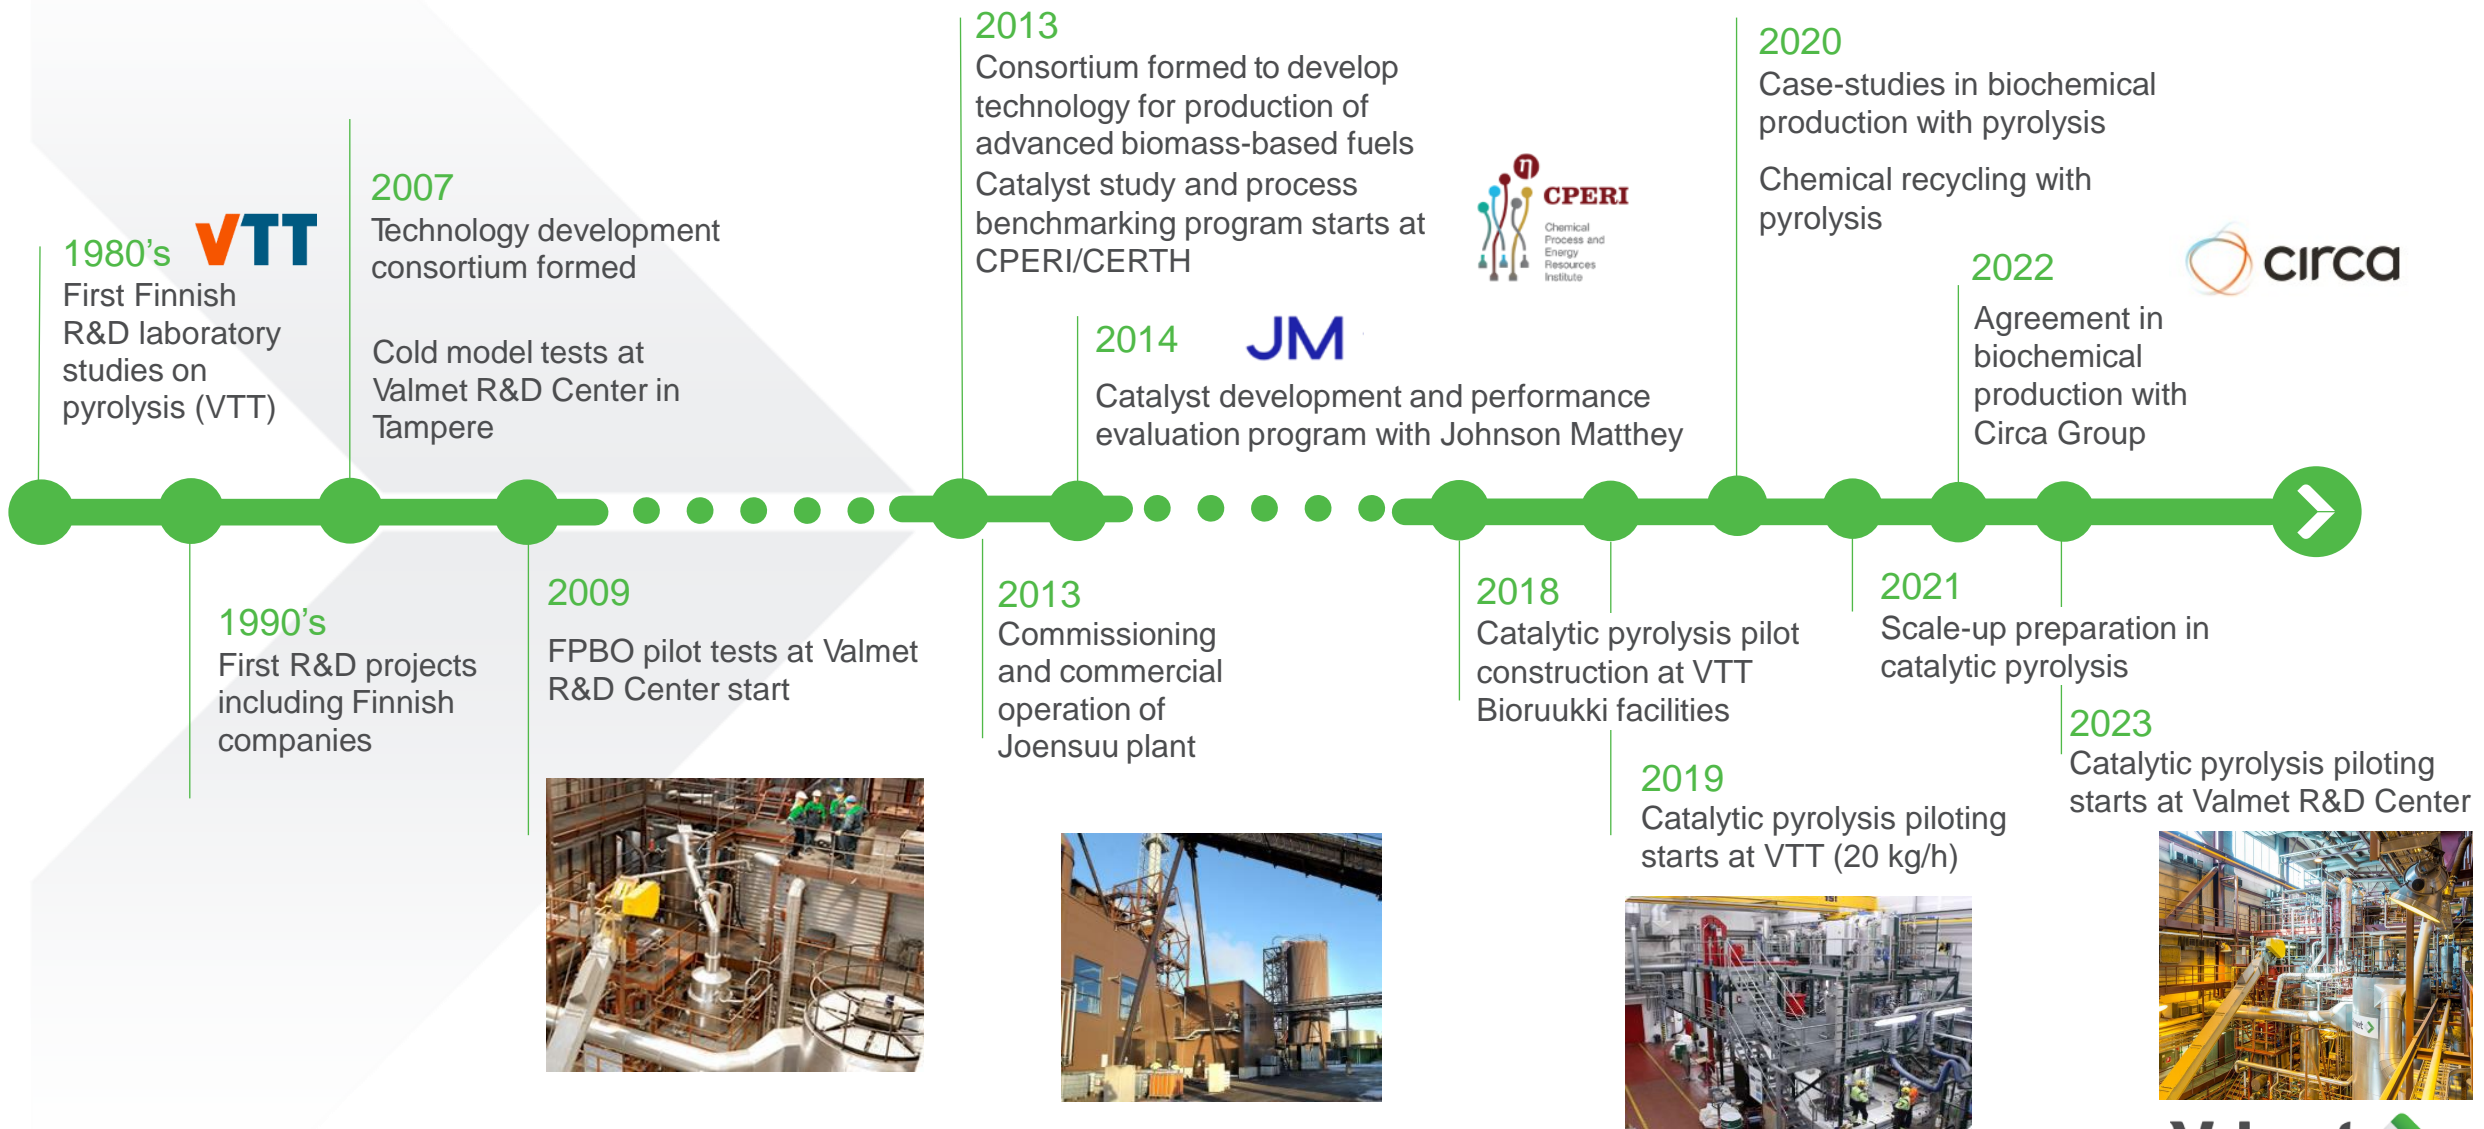 1980's
VTT
First Finnish
R&D laboratory
studies on
pyrolysis (VTT)
1990's
First R&D projects
including Finnish
companies
2007
Technology development
consortium formed
Cold model tests at
Valmet R&D Center in
Tampere
2009
FPBO pilot tests at Valmet
R&D Center start
2013
Consortium formed to develop
technology for production of
advanced biomass-based fuels
Catalyst study and process
benchmarking program starts at
CPERI/CERTH
η
CPERI
Chemical
Process and
Energy
Resources
Institute
2013
Commissioning
and commercial
operation of
Joensuu plant
2014
JM
Catalyst development and performance
evaluation program with Johnson Matthey
2018
Catalytic pyrolysis pilot
construction at VTT
Bioruukki facilities
2019
Catalytic pyrolysis piloting
starts at VTT (20 kg/h)
2020
Case-studies in biochemical
production with pyrolysis
Chemical recycling with
pyrolysis
2021
Scale-up preparation in
catalytic pyrolysis
2022
circa
Agreement in
biochemical
production with
Circa Group
2023
Catalytic pyrolysis piloting
starts at Valmet R&D Center